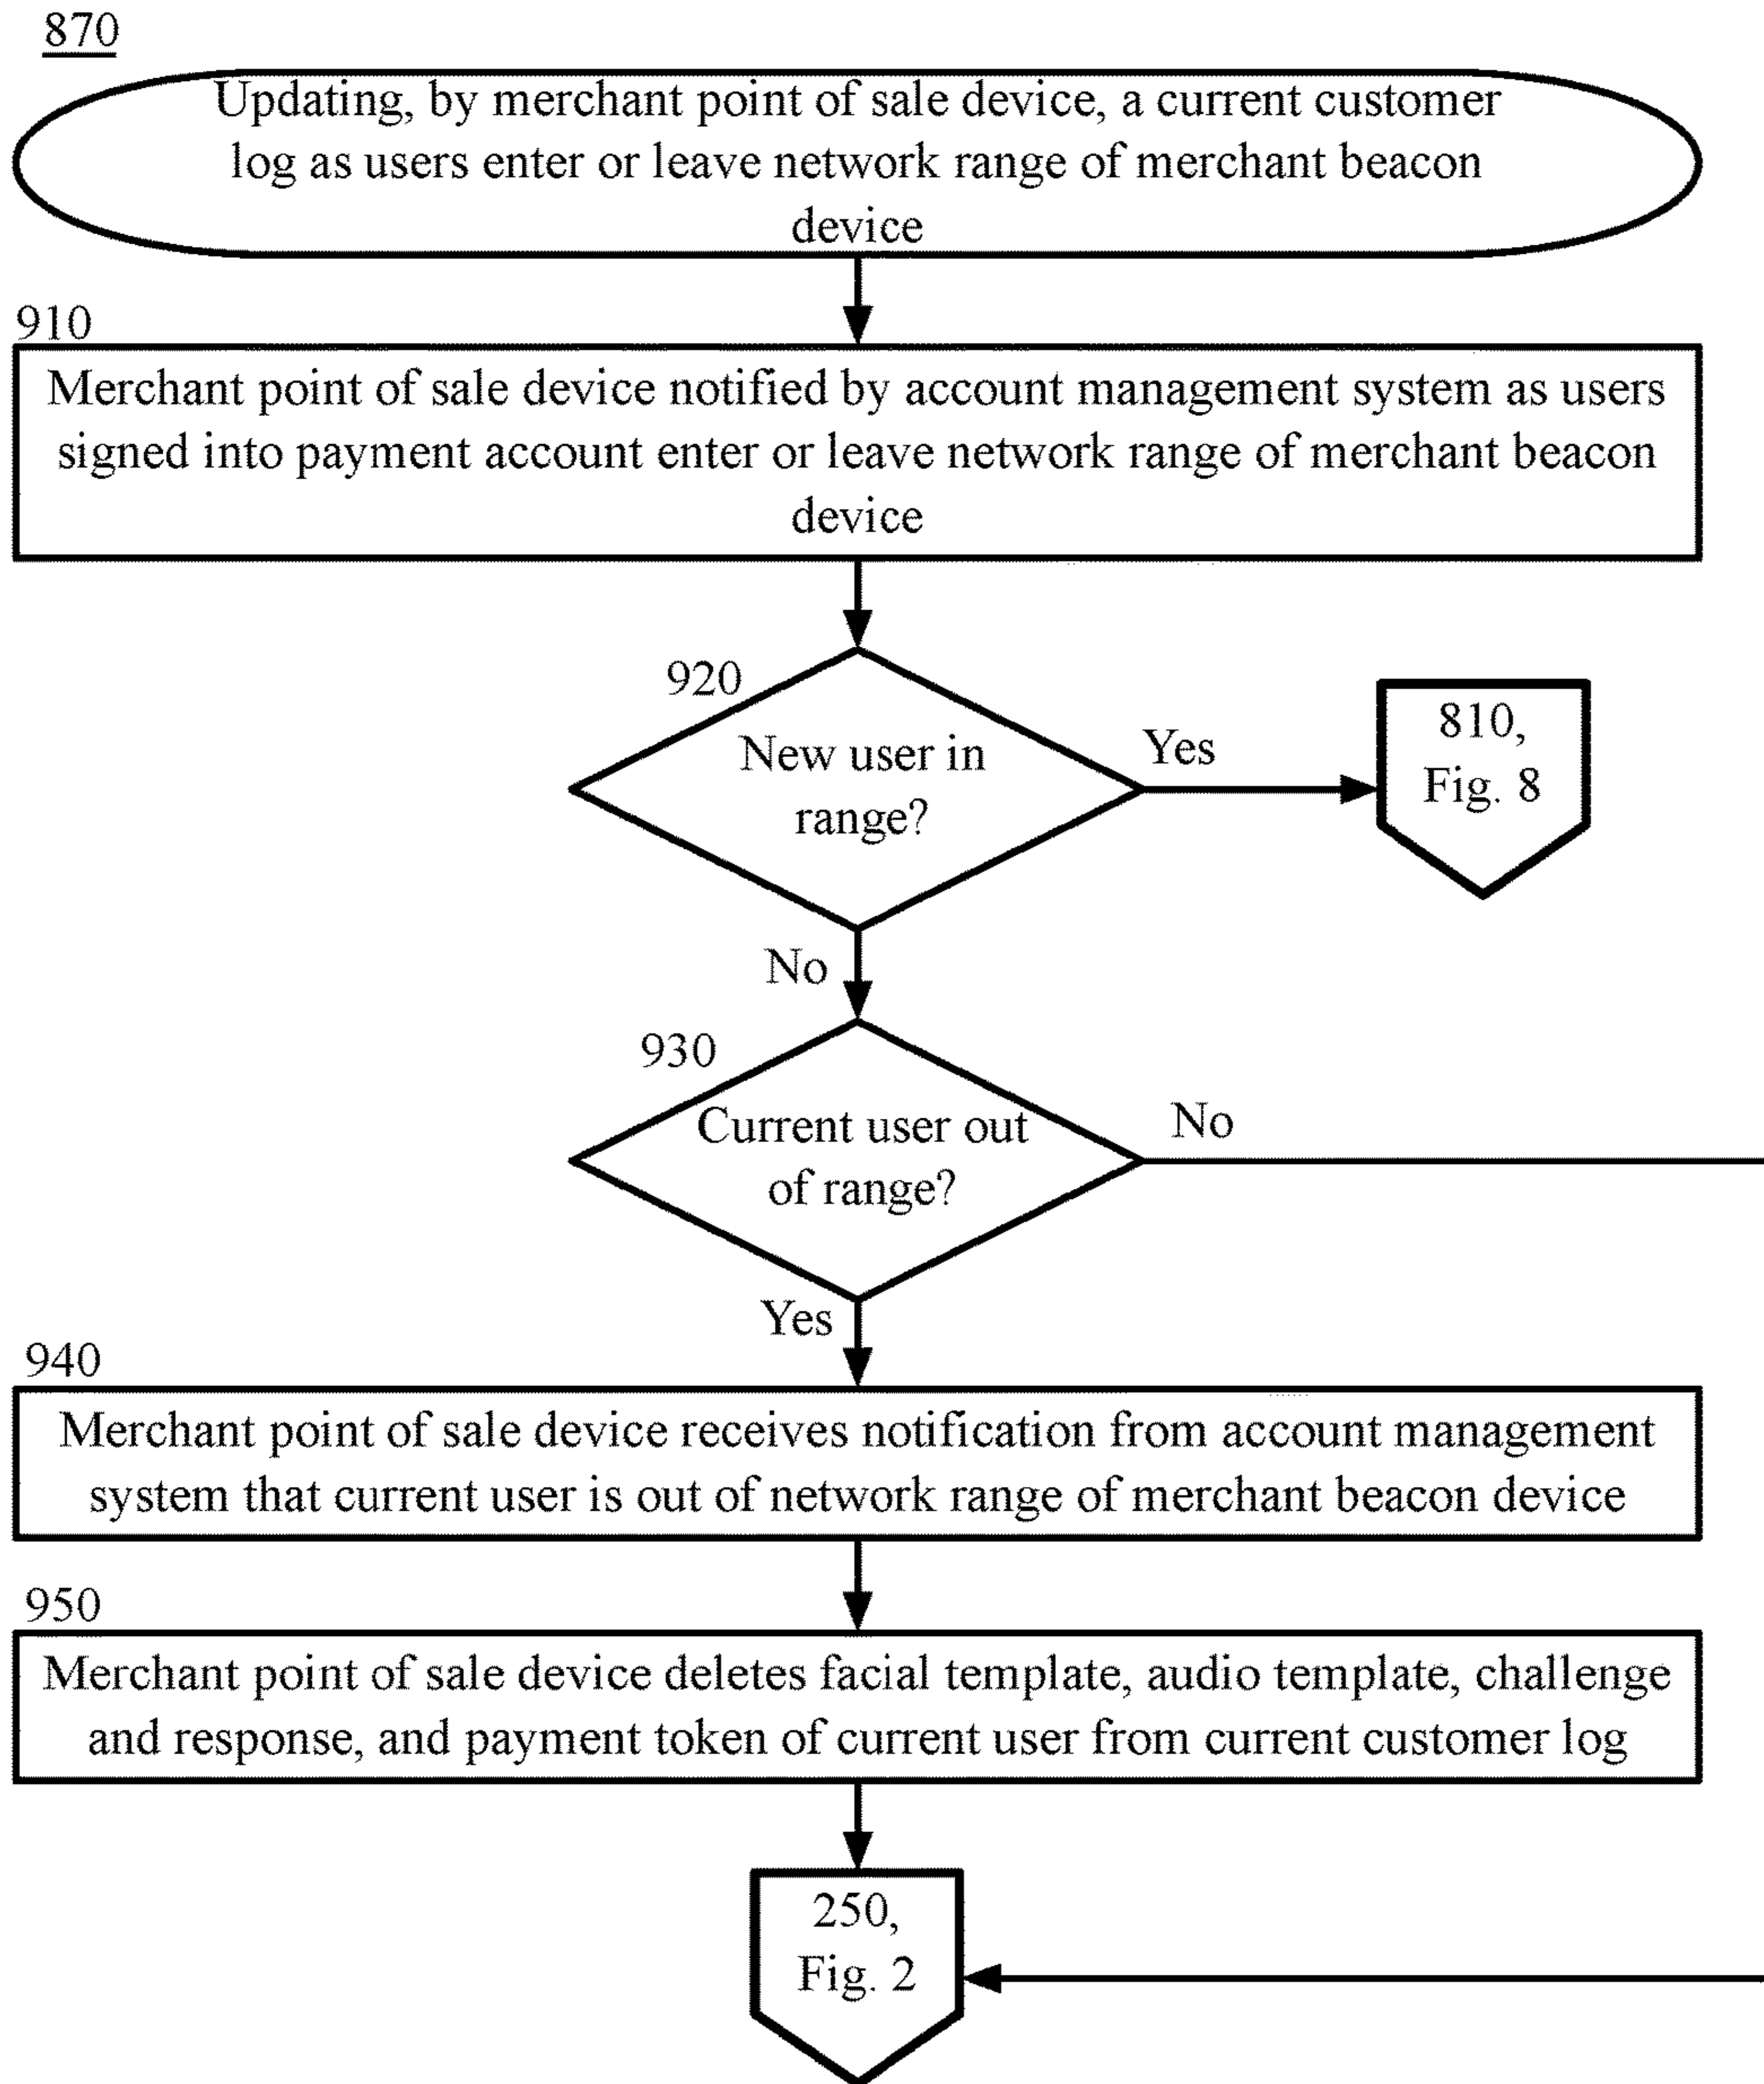 870
Updating, by merchant point of sale device, a current customer
log as users enter or leave network range of merchant beacon
device
910
Merchant point of sale device notified by account management system as users
signed into payment account enter or leave network range of merchant beacon
device
920
New user in
range?
Yes
810,
Fig. 8
No
930
Current user out
of range?
No
Yes
940
Merchant point of sale device receives notification from account management
system that current user is out of network range of merchant beacon device
950
Merchant point of sale device deletes facial template, audio template, challenge
and response, and payment token of current user from current customer log
250,
Fig. 2